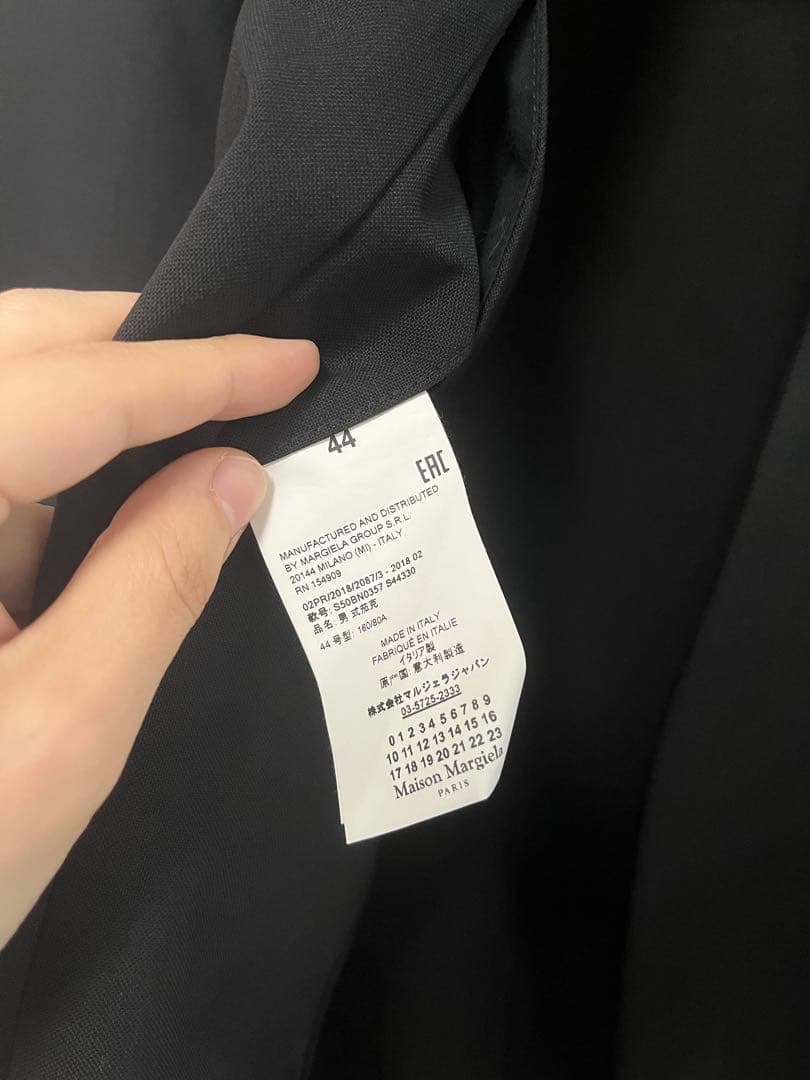 44
EAC
MANUFACTURED AND DISTRIBUTED
BY MARGIELA GROUP S.R.L.
20144 MILANO (MI) - ITALY
RN 154909
02PR/2018/2087/3 - 2018 02
款号: S50BN0357 S44330
品名: 男 式茄克
44 号型: 160/80A
MADE IN ITALY
FABRIQUÉ EN ITALIE
イタリア製
原产国: 意大利製造
株式会社マルジェラジャパン
03-5725-2333
0 1 2 3 4 5 6 7 8 9
10 11 12 13 14 15 16
17 18 19 20 21 22 23
Maison Margiela
PARIS